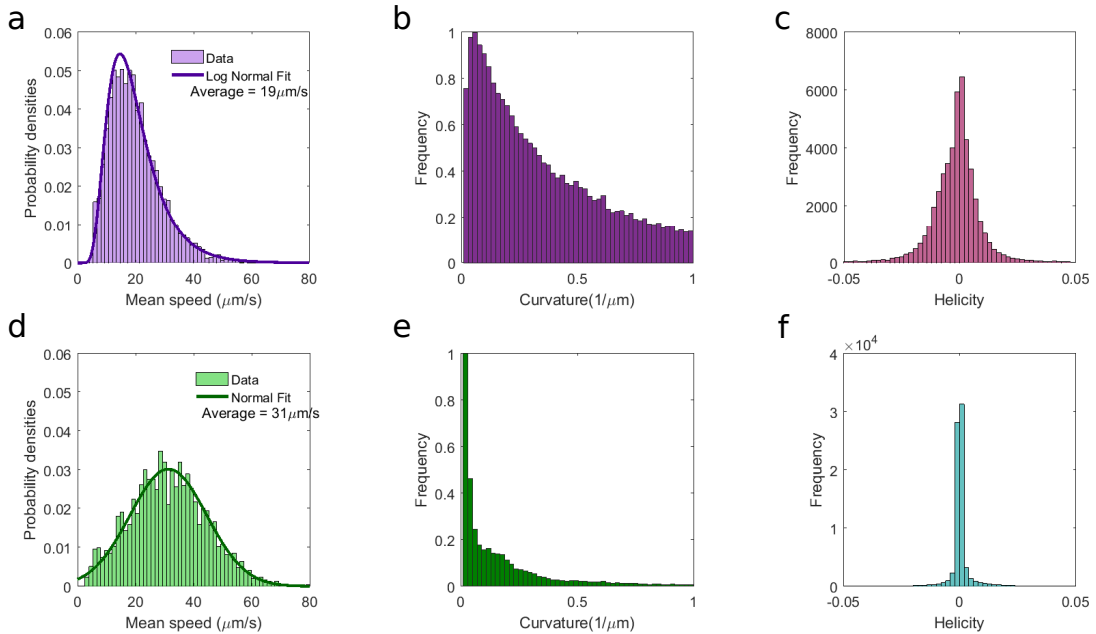 a
0.06
0.05
0.04
0.03
0.02
0.01
0
0
20
40
60
80
Probability densities
Mean speed (μm/s)
Data
Log Normal Fit
Average = 19μm/s
b
1
0.8
0.6
0.4
0.2
0
0
0.5
1
Frequency
Curvature(1/μm)
c
8000
6000
4000
2000
0
-0.05
0
0.05
Frequency
Helicity
d
0.06
0.05
0.04
0.03
0.02
0.01
0
0
20
40
60
80
Probability densities
Mean speed (μm/s)
Data
Normal Fit
Average = 31μm/s
e
1
0.8
0.6
0.4
0.2
0
0
0.5
1
Frequency
Curvature(1/μm)
f
×10⁴
4
3
2
1
0
-0.05
0
0.05
Frequency
Helicity